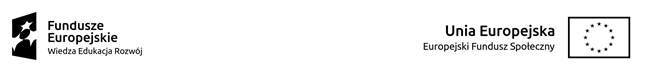 Fundusze
Europejskie
Wiedza Edukacja Rozwój
Unia Europejska
Europejski Fundusz Społeczny